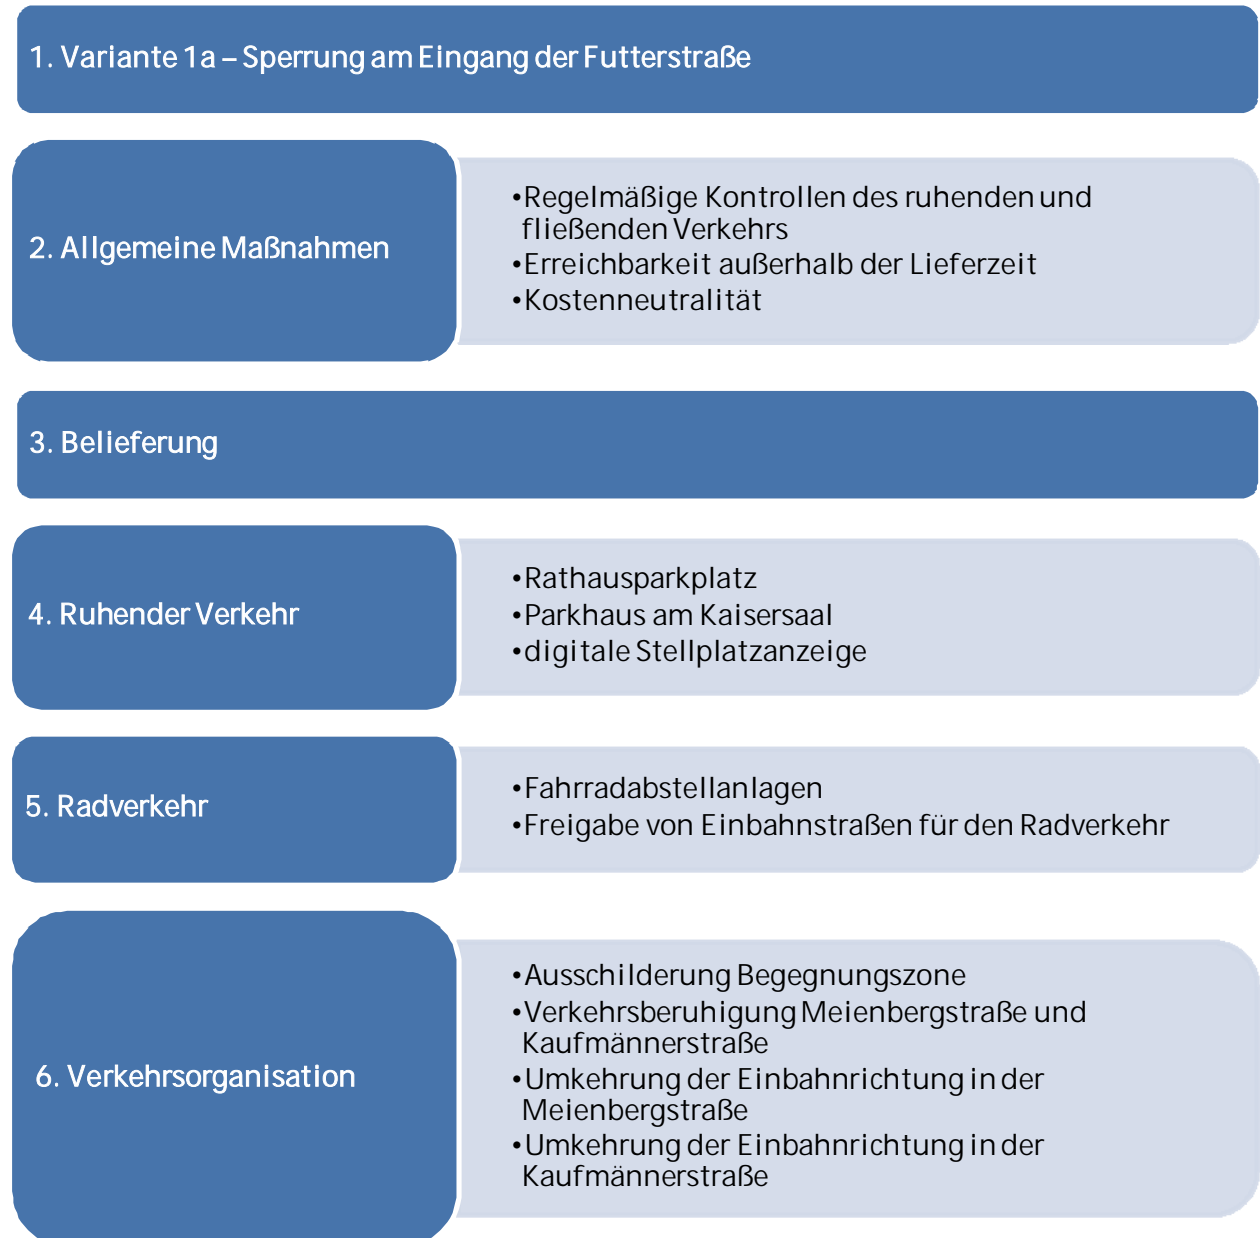 1. Variante 1a – Sperrung am Eingang der Futterstraße
2. Allgemeine Maßnahmen
•Regelmäßige Kontrollen des ruhenden und
fließenden Verkehrs
•Erreichbarkeit außerhalb der Lieferzeit
•Kostenneutralität
3. Belieferung
4. Ruhender Verkehr
•Rathausparkplatz
•Parkhaus am Kaisersaal
•digitale Stellplatzanzeige
5. Radverkehr
•Fahrradabstellanlagen
•Freigabe von Einbahnstraßen für den Radverkehr
6. Verkehrsorganisation
•Ausschilderung Begegnungszone
•Verkehrsberuhigung Meienbergstraße und
Kaufmännerstraße
•Umkehrung der Einbahnrichtung in der
Meienbergstraße
•Umkehrung der Einbahnrichtung in der
Kaufmännerstraße